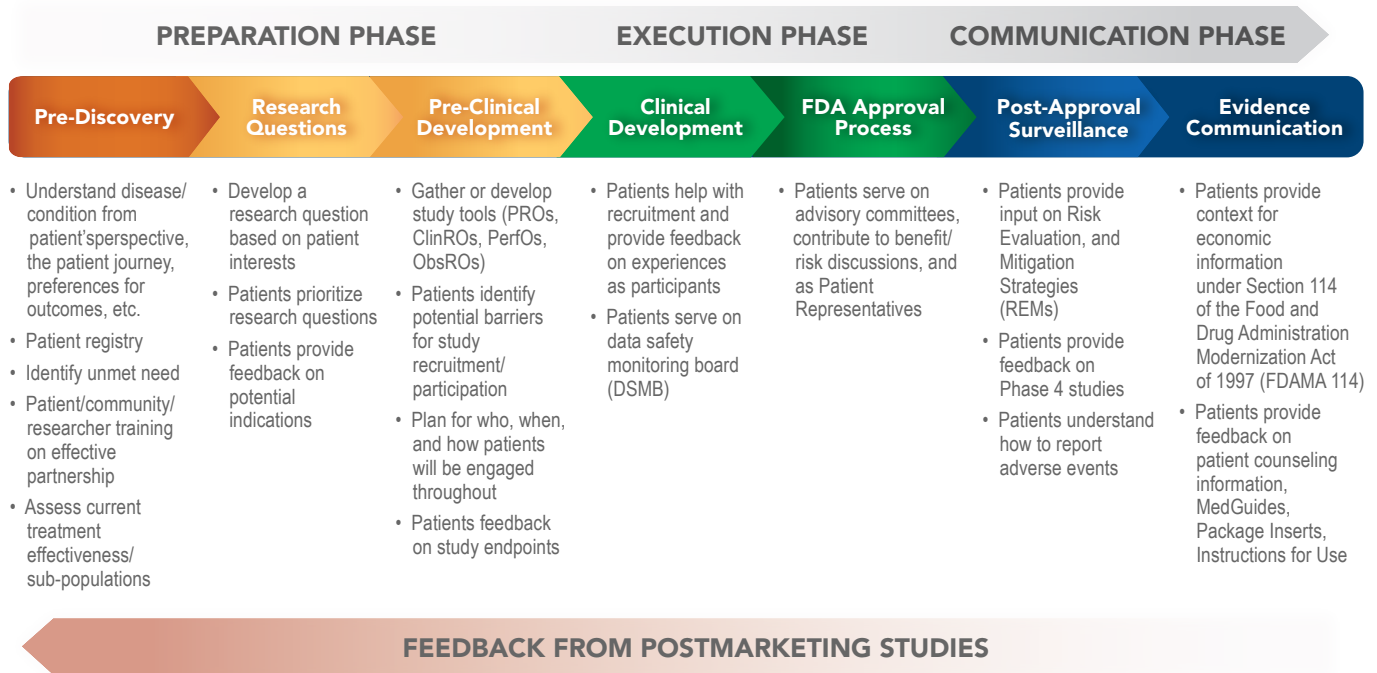 PREPARATION PHASE
EXECUTION PHASE
COMMUNICATION PHASE
Pre-Discovery
Research
Questions
Pre-Clinical
Development
Clinical
Development
FDA Approval
Process
Post-Approval
Surveillance
Evidence
Communication
• Understand disease/
condition from
patient'sperspective,
the patient journey,
preferences for
outcomes, etc.
• Patient registry
• Identify unmet need
• Patient/community/
researcher training
on effective
partnership
• Assess current
treatment
effectiveness/
sub-populations
• Develop a
research question
based on patient
interests
• Patients prioritize
research questions
• Patients provide
feedback on
potential
indications
• Gather or develop
study tools (PROs,
ClinROs, PerfOs,
ObsROs)
• Patients identify
potential barriers
for study
recruitment/
participation
• Plan for who, when,
and how patients
will be engaged
throughout
• Patients feedback
on study endpoints
• Patients help with
recruitment and
provide feedback
on experiences
as participants
• Patients serve on
data safety
monitoring board
(DSMB)
• Patients serve on
advisory committees,
contribute to benefit/
risk discussions, and
as Patient
Representatives
• Patients provide
input on Risk
Evaluation, and
Mitigation
Strategies
(REMs)
• Patients provide
feedback on
Phase 4 studies
• Patients understand
how to report
adverse events
• Patients provide
context for
economic
information
under Section 114
of the Food and
Drug Administration
Modernization Act
of 1997 (FDAMA 114)
• Patients provide
feedback on
patient counseling
information,
MedGuides,
Package Inserts,
Instructions for Use
FEEDBACK FROM POSTMARKETING STUDIES